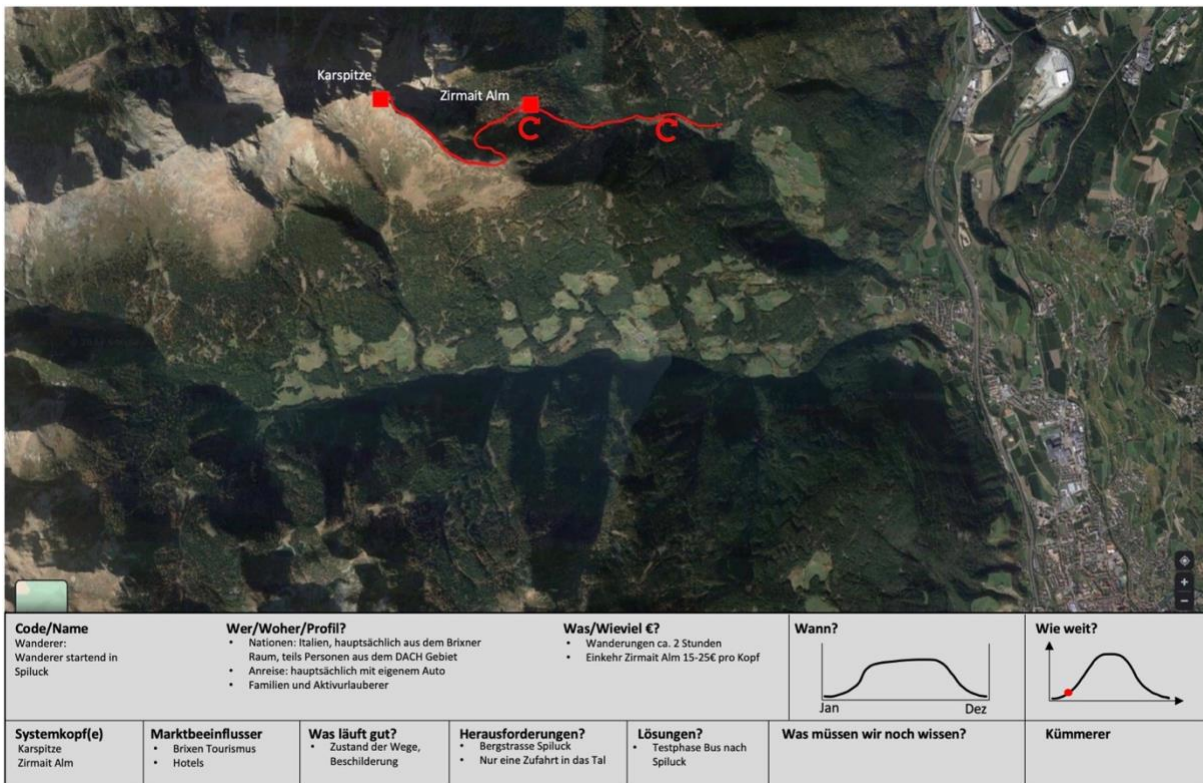 Karspitze
Zirmait Alm
Code/Name
Wanderer:
Wanderer startend in
Spiluck
Wer/Woher/Profil?
• Nationen: Italien, hauptsächlich aus dem Brixner
Raum, teils Personen aus dem DACH Gebiet
• Anreise: hauptsächlich mit eigenem Auto
• Familien und Aktivurlauberer
Was/Wieviel €?
• Wanderungen ca. 2 Stunden
• Einkehr Zirmait Alm 15-25€ pro Kopf
Wann?
Jan Dez
Wie weit?
Systemkopf(e)
Karspitze
Zirmait Alm
Marktbeeinflusser
• Brixen Tourismus
• Hotels
Was läuft gut?
• Zustand der Wege,
Beschilderung
Herausforderungen?
• Bergstrasse Spiluck
• Nur eine Zufahrt in das Tal
Lösungen?
• Testphase Bus nach
Spiluck
Was müssen wir noch wissen?
Kümmerer